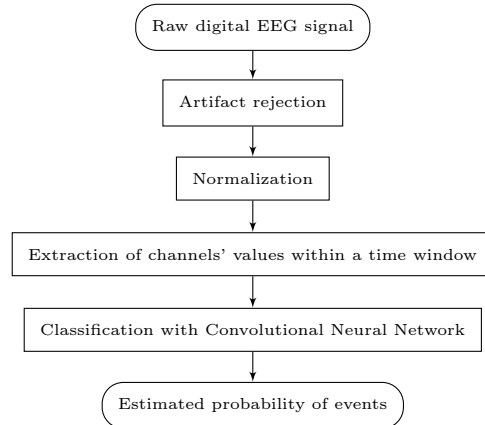 Raw digital EEG signal
Artifact rejection
Normalization
Extraction of channels' values within a time window
Classification with Convolutional Neural Network
Estimated probability of events